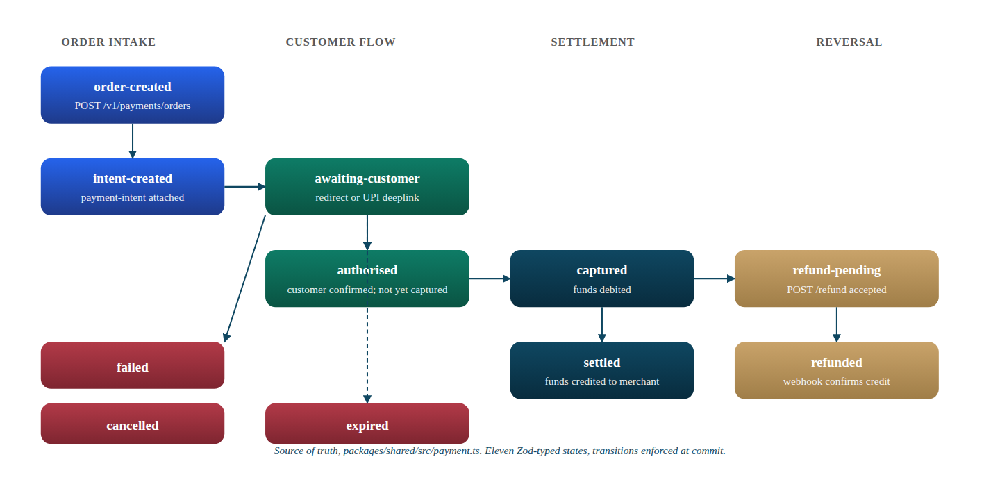 ORDER INTAKE
CUSTOMER FLOW
SETTLEMENT
REVERSAL
order-created
POST /v1/payments/orders
intent-created
payment-intent attached
awaiting-customer
redirect or UPI deeplink
authorised
customer confirmed; not yet captured
captured
funds debited
refund-pending
POST /refund accepted
failed
settled
funds credited to merchant
refunded
webhook confirms credit
cancelled
expired
Source of truth, packages/shared/src/payment.ts. Eleven Zod-typed states, transitions enforced at commit.